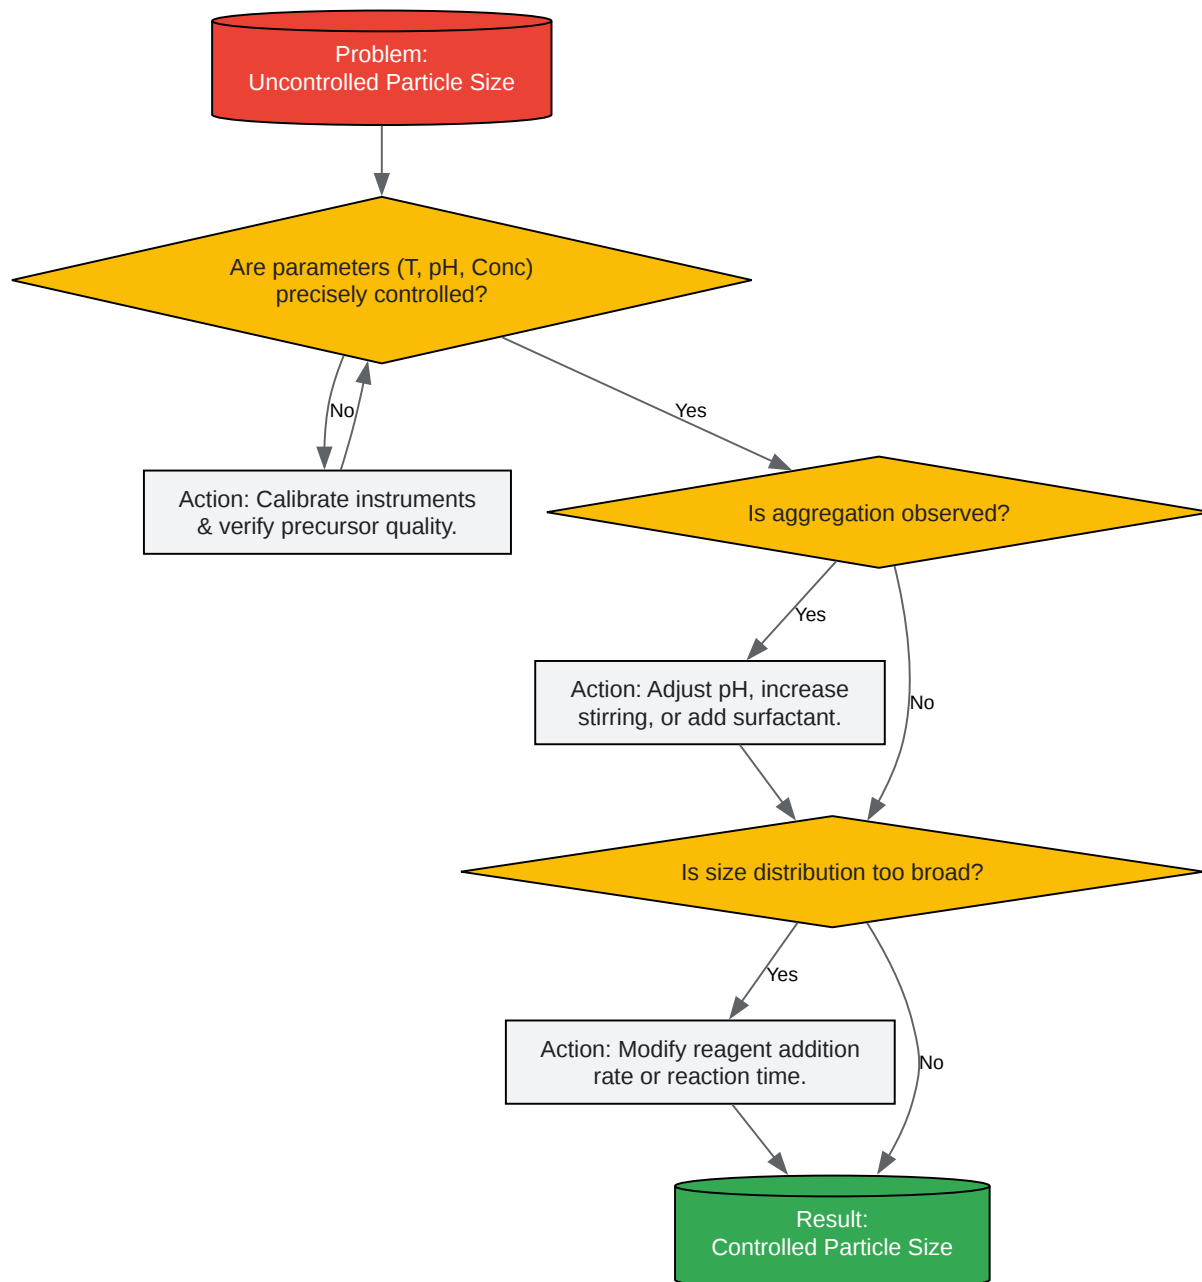 Problem:
Uncontrolled Particle Size
Are parameters (T, pH, Conc)
precisely controlled?
No
Yes
Action: Calibrate instruments
& verify precursor quality.
Is aggregation observed?
Yes
Action: Adjust pH, increase
stirring, or add surfactant.
No
Is size distribution too broad?
Yes
Action: Modify reagent addition
rate or reaction time.
No
Result:
Controlled Particle Size